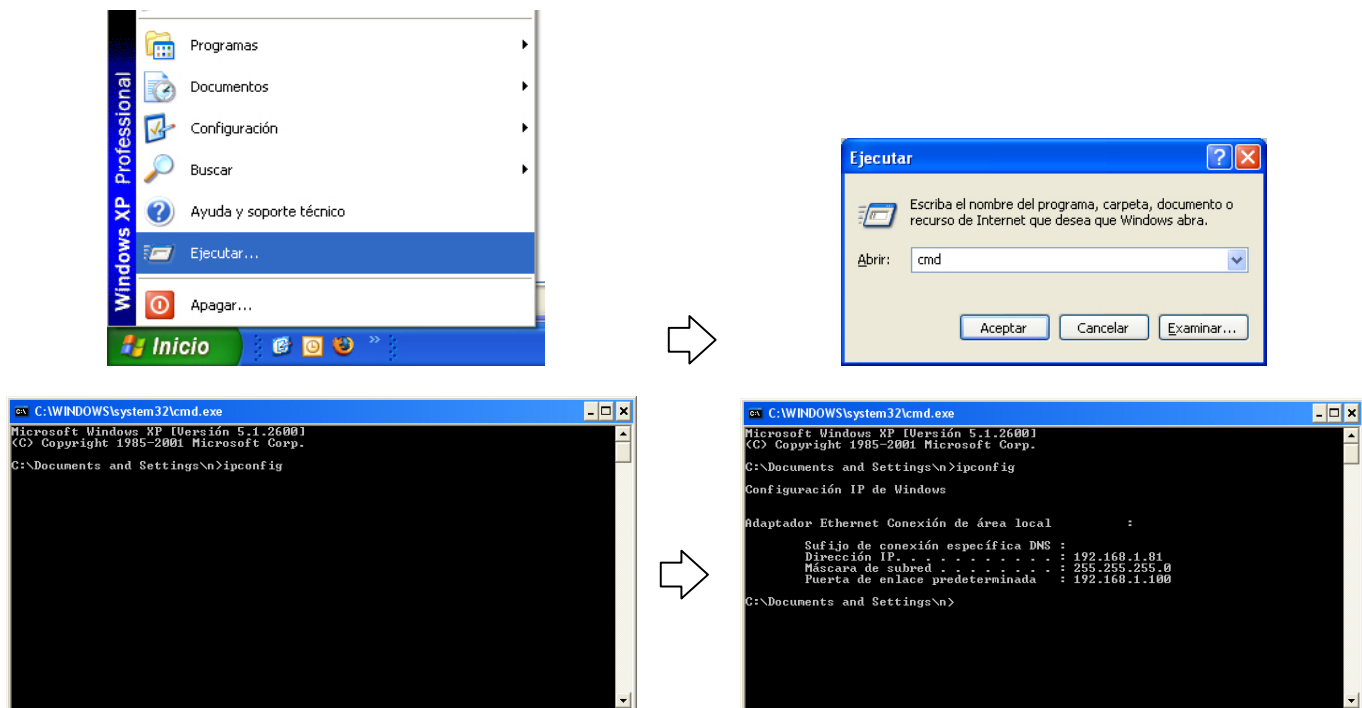 Windows XP Professional
Programas
Documentos
Configuración
Buscar
Ayuda y soporte técnico
Ejecutar...
Apagar...
Inicio
Ejecutar
Escriba el nombre del programa, carpeta, documento o
recurso de Internet que desea que Windows abra.
Abrir: cmd
Aceptar Cancelar Examinar...
C:\WINDOWS\system32\cmd.exe
Microsoft Windows XP [Versión 5.1.2600]
(C) Copyright 1985-2001 Microsoft Corp.
C:\Documents and Settings\n>ipconfig
C:\WINDOWS\system32\cmd.exe
Microsoft Windows XP [Versión 5.1.2600]
(C) Copyright 1985-2001 Microsoft Corp.
C:\Documents and Settings\n>ipconfig
Configuración IP de Windows
Adaptador Ethernet Conexión de área local :
Sufijo de conexión específica DNS :
Dirección IP. . . . . . . . . . . : 192.168.1.81
Máscara de subred . . . . . . . . : 255.255.255.0
Puerta de enlace predeterminada : 192.168.1.100
C:\Documents and Settings\n>